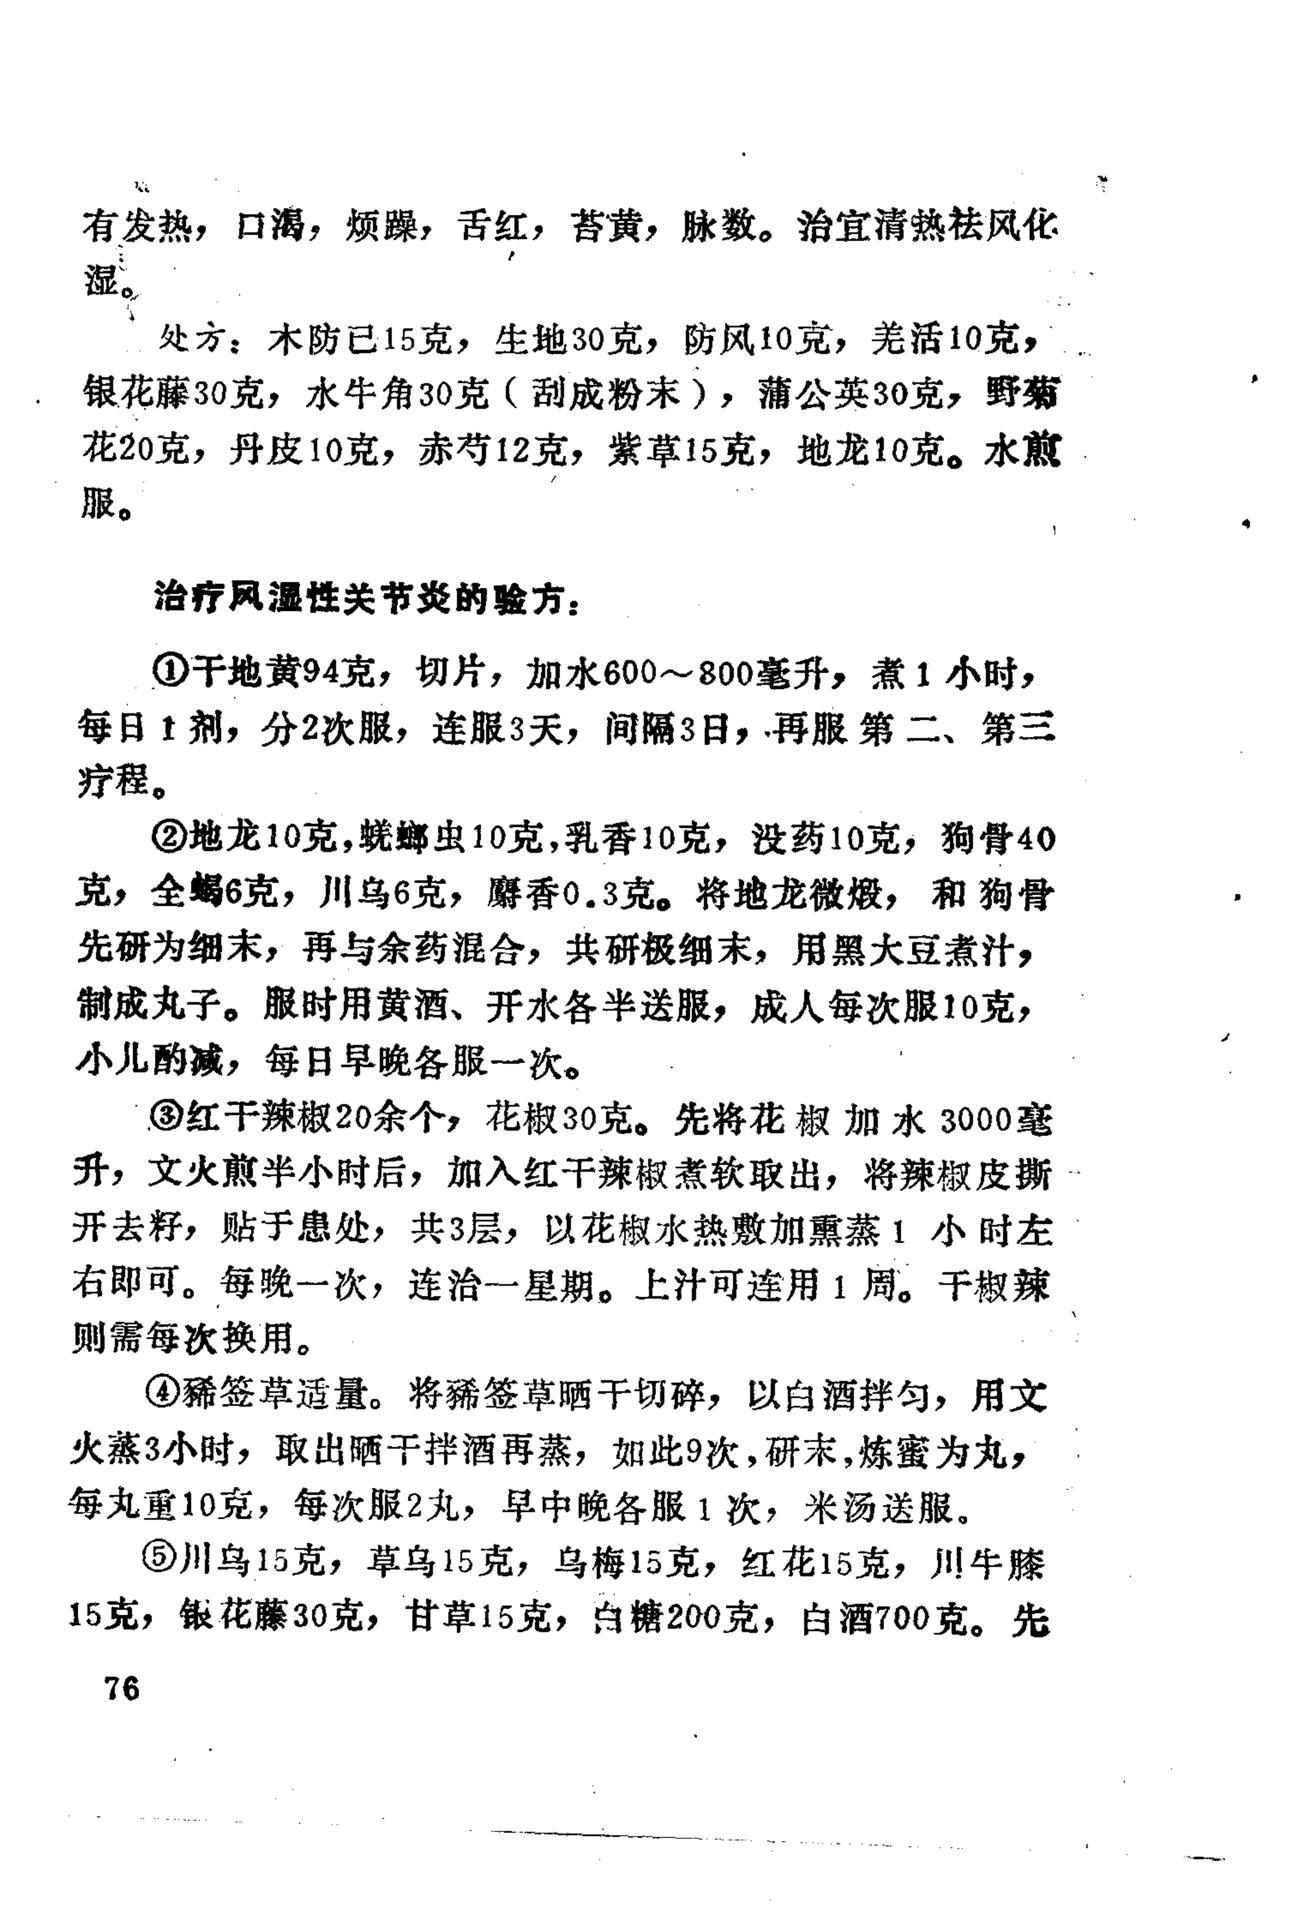 有发热，口渴，烦躁，舌红，苔黄，脉数。治宜清热祛风化
湿。
处方：木防已15克，生地30克，防风10克，羌活10克，
银花藤30克，水牛角30克（刮成粉末），蒲公英30克，野菊
花20克，丹皮10克，赤芍12克，紫草15克，地龙10克。水煎
服。
治疗风湿性关节炎的验方：
①干地黄94克，切片，加水600～800毫升，煮1小时，
每日1剂，分2次服，连服3天，间隔3日，再服第二、第三
疗程。
②地龙10克，蜣螂虫10克，乳香10克，没药10克，狗骨40
克，全蝎6克，川乌6克，麝香0.3克。将地龙微煅，和狗骨
先研为细末，再与余药混合，共研极细末，用黑大豆煮汁，
制成丸子。服时用黄酒、开水各半送服，成人每次服10克，
小儿酌减，每日早晚各服一次。
③红干辣椒20余个，花椒30克。先将花椒加水3000毫
升，文火煎半小时后，加入红干辣椒煮软取出，将辣椒皮撕
开去籽，贴于患处，共3层，以花椒水热敷加熏蒸1小时左
右即可。每晚一次，连治一星期。上汁可连用1周。干椒辣
则需每次换用。
④豨签草适量。将豨签草晒干切碎，以白酒拌匀，用文
火蒸3小时，取出晒干拌酒再蒸，如此9次，研末，炼蜜为丸，
每丸重10克，每次服2丸，早中晚各服1次，米汤送服。
⑤川乌15克，草乌15克，乌梅15克，红花15克，川牛膝
15克，银花藤30克，甘草15克，白糖200克，白酒700克。先
76